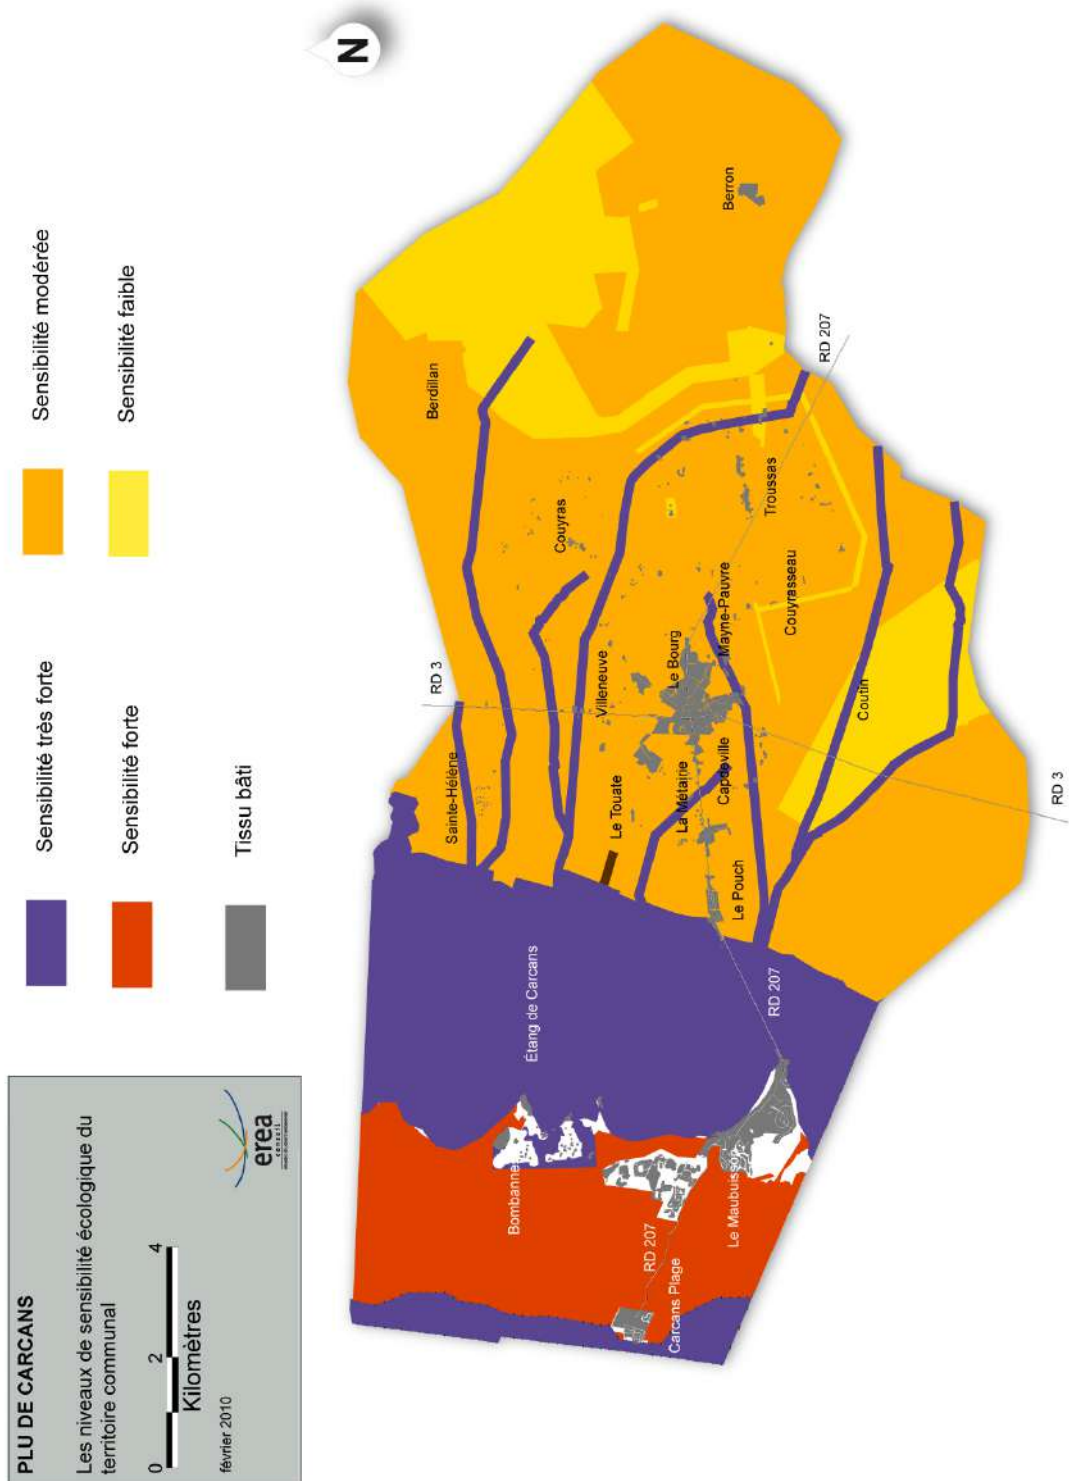 PLU DE CARCANS
Les niveaux de sensibilité écologique du
territoire communal
0 2 4
Kilomètres
février 2010
erea
conseil
Sensibilité très forte
Sensibilité forte
Tissu bâti
Sensibilité modérée
Sensibilité faible
N
Berdillan
Berron
RD 3
Sainte-Hélène
Couyras
RD 207
Villeneuve
Troussas
Le Bourg
Mayne-Pauvre
Couyrasseau
Le Touate
La Métairie
Capdeville
Coutin
Le Pouch
RD 3
Étang de Carcans
RD 207
Bombanne
RD 207
Le Maubuisson
Carcans Plage